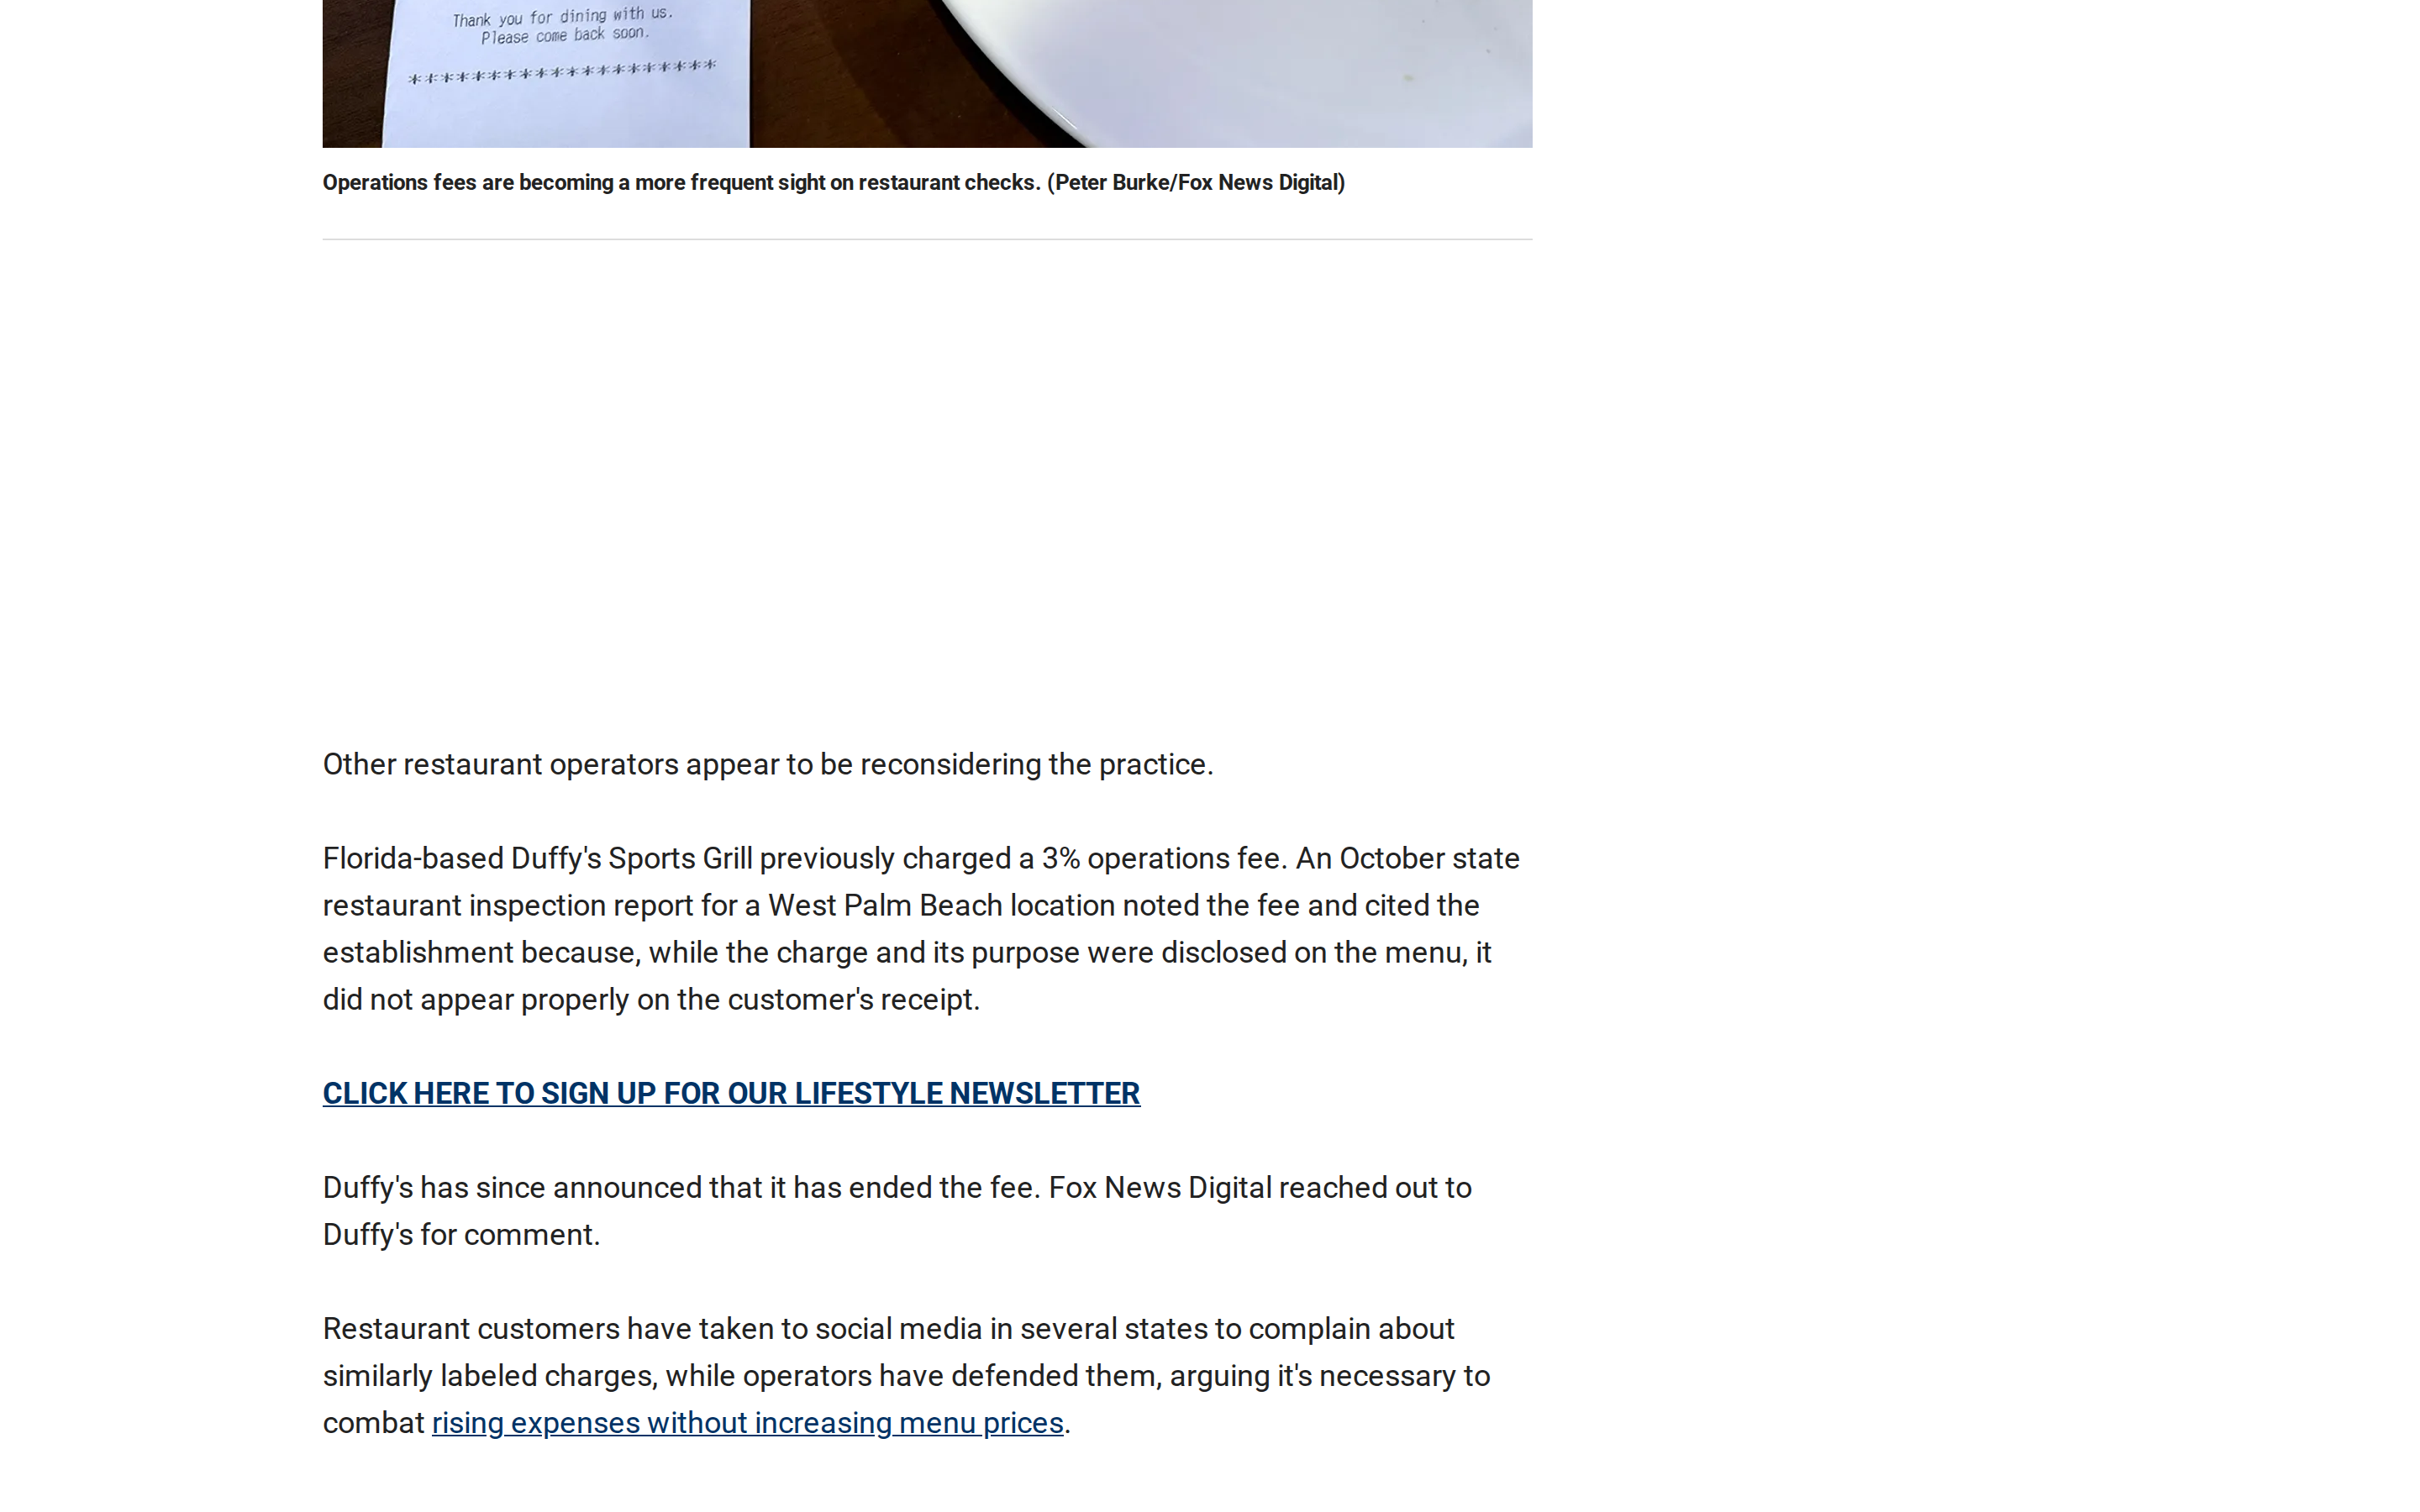 Thank you for dining with us.
Please come back soon.
********************
Operations fees are becoming a more frequent sight on restaurant checks. (Peter Burke/Fox News Digital)
Other restaurant operators appear to be reconsidering the practice.
Florida-based Duffy's Sports Grill previously charged a 3% operations fee. An October state
restaurant inspection report for a West Palm Beach location noted the fee and cited the
establishment because, while the charge and its purpose were disclosed on the menu, it
did not appear properly on the customer's receipt.
CLICK HERE TO SIGN UP FOR OUR LIFESTYLE NEWSLETTER
Duffy's has since announced that it has ended the fee. Fox News Digital reached out to
Duffy's for comment.
Restaurant customers have taken to social media in several states to complain about
similarly labeled charges, while operators have defended them, arguing it's necessary to
combat rising expenses without increasing menu prices.